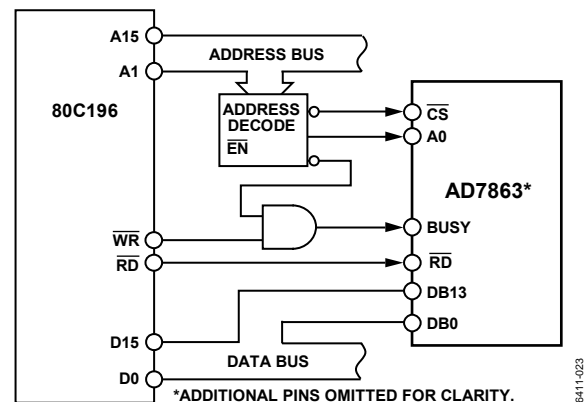 A15
A1
ADDRESS BUS
80C196
ADDRESS
DECODE
EN
CS
A0
AD7863*
BUSY
WR
RD
RD
DB13
DB0
D15
D0
DATA BUS
*ADDITIONAL PINS OMITTED FOR CLARITY.
6411-023